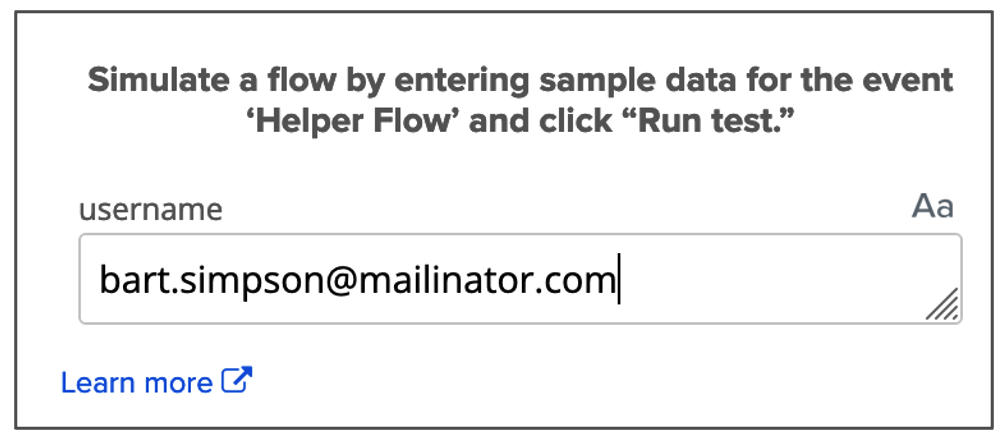 Simulate a flow by entering sample data for the event
‘Helper Flow’ and click “Run test.”
username
Aa
bart.simpson@mailinator.com
Learn more